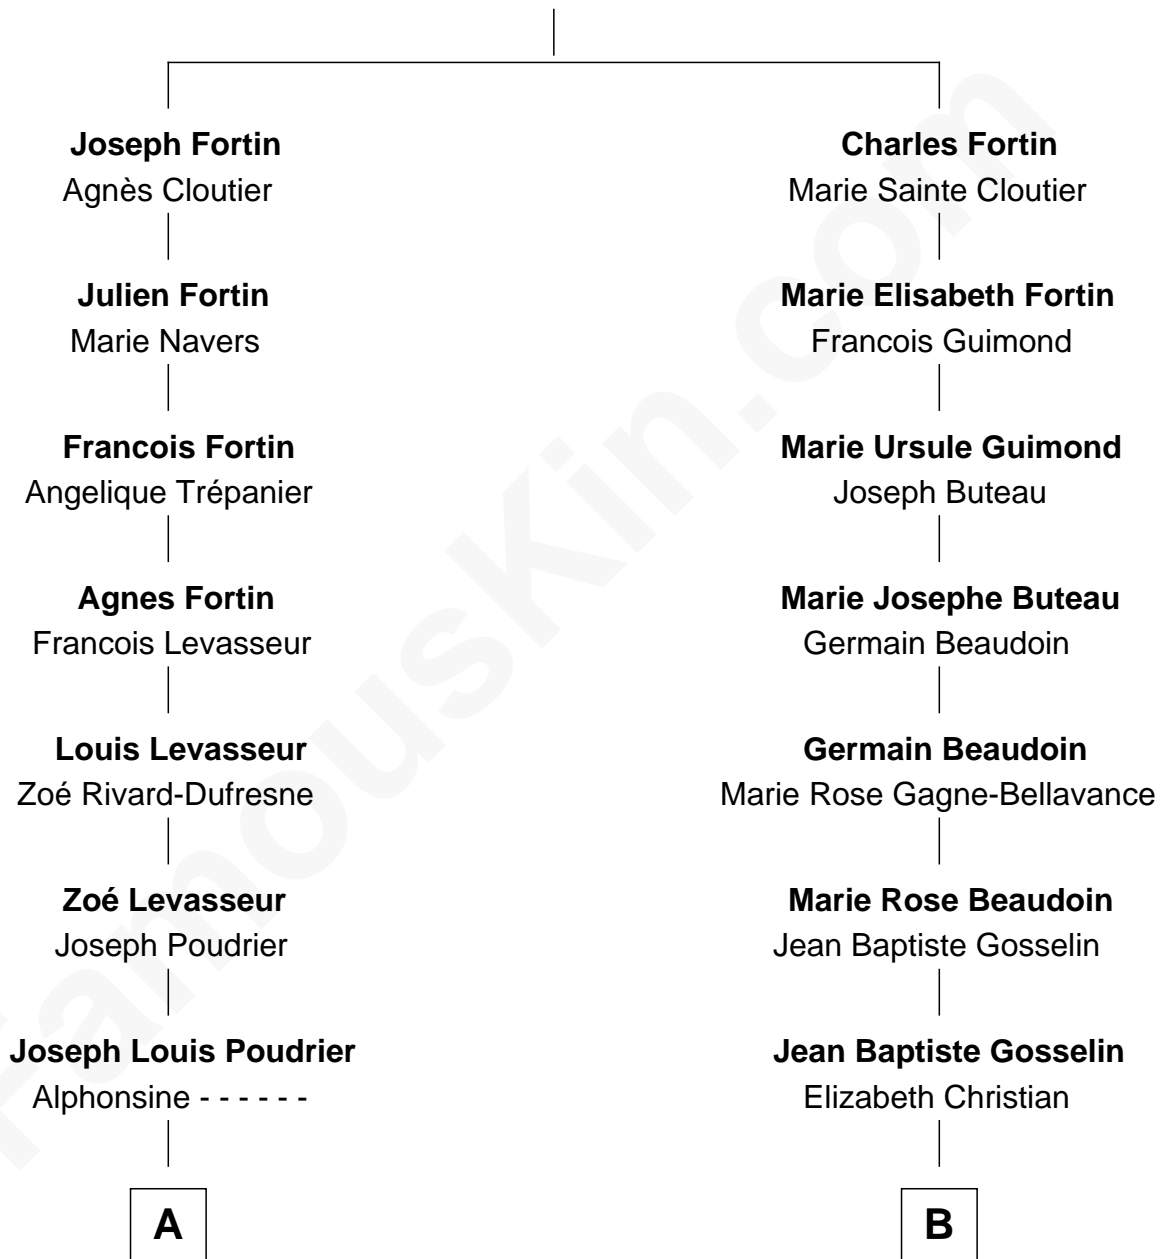 Joseph Fortin
Agnès Cloutier
Julien Fortin
Marie Navers
Francois Fortin
Angelique Trépanier
Agnes Fortin
Francois Levasseur
Louis Levasseur
Zoé Rivard-Dufresne
Zoé Levasseur
Joseph Poudrier
Joseph Louis Poudrier
Alphonsine - - - - - -
A
Charles Fortin
Marie Sainte Cloutier
Marie Elisabeth Fortin
Francois Guimond
Marie Ursule Guimond
Joseph Buteau
Marie Josephe Buteau
Germain Beaudoin
Germain Beaudoin
Marie Rose Gagne-Bellavance
Marie Rose Beaudoin
Jean Baptiste Gosselin
Jean Baptiste Gosselin
Elizabeth Christian
B
FamousKin.com